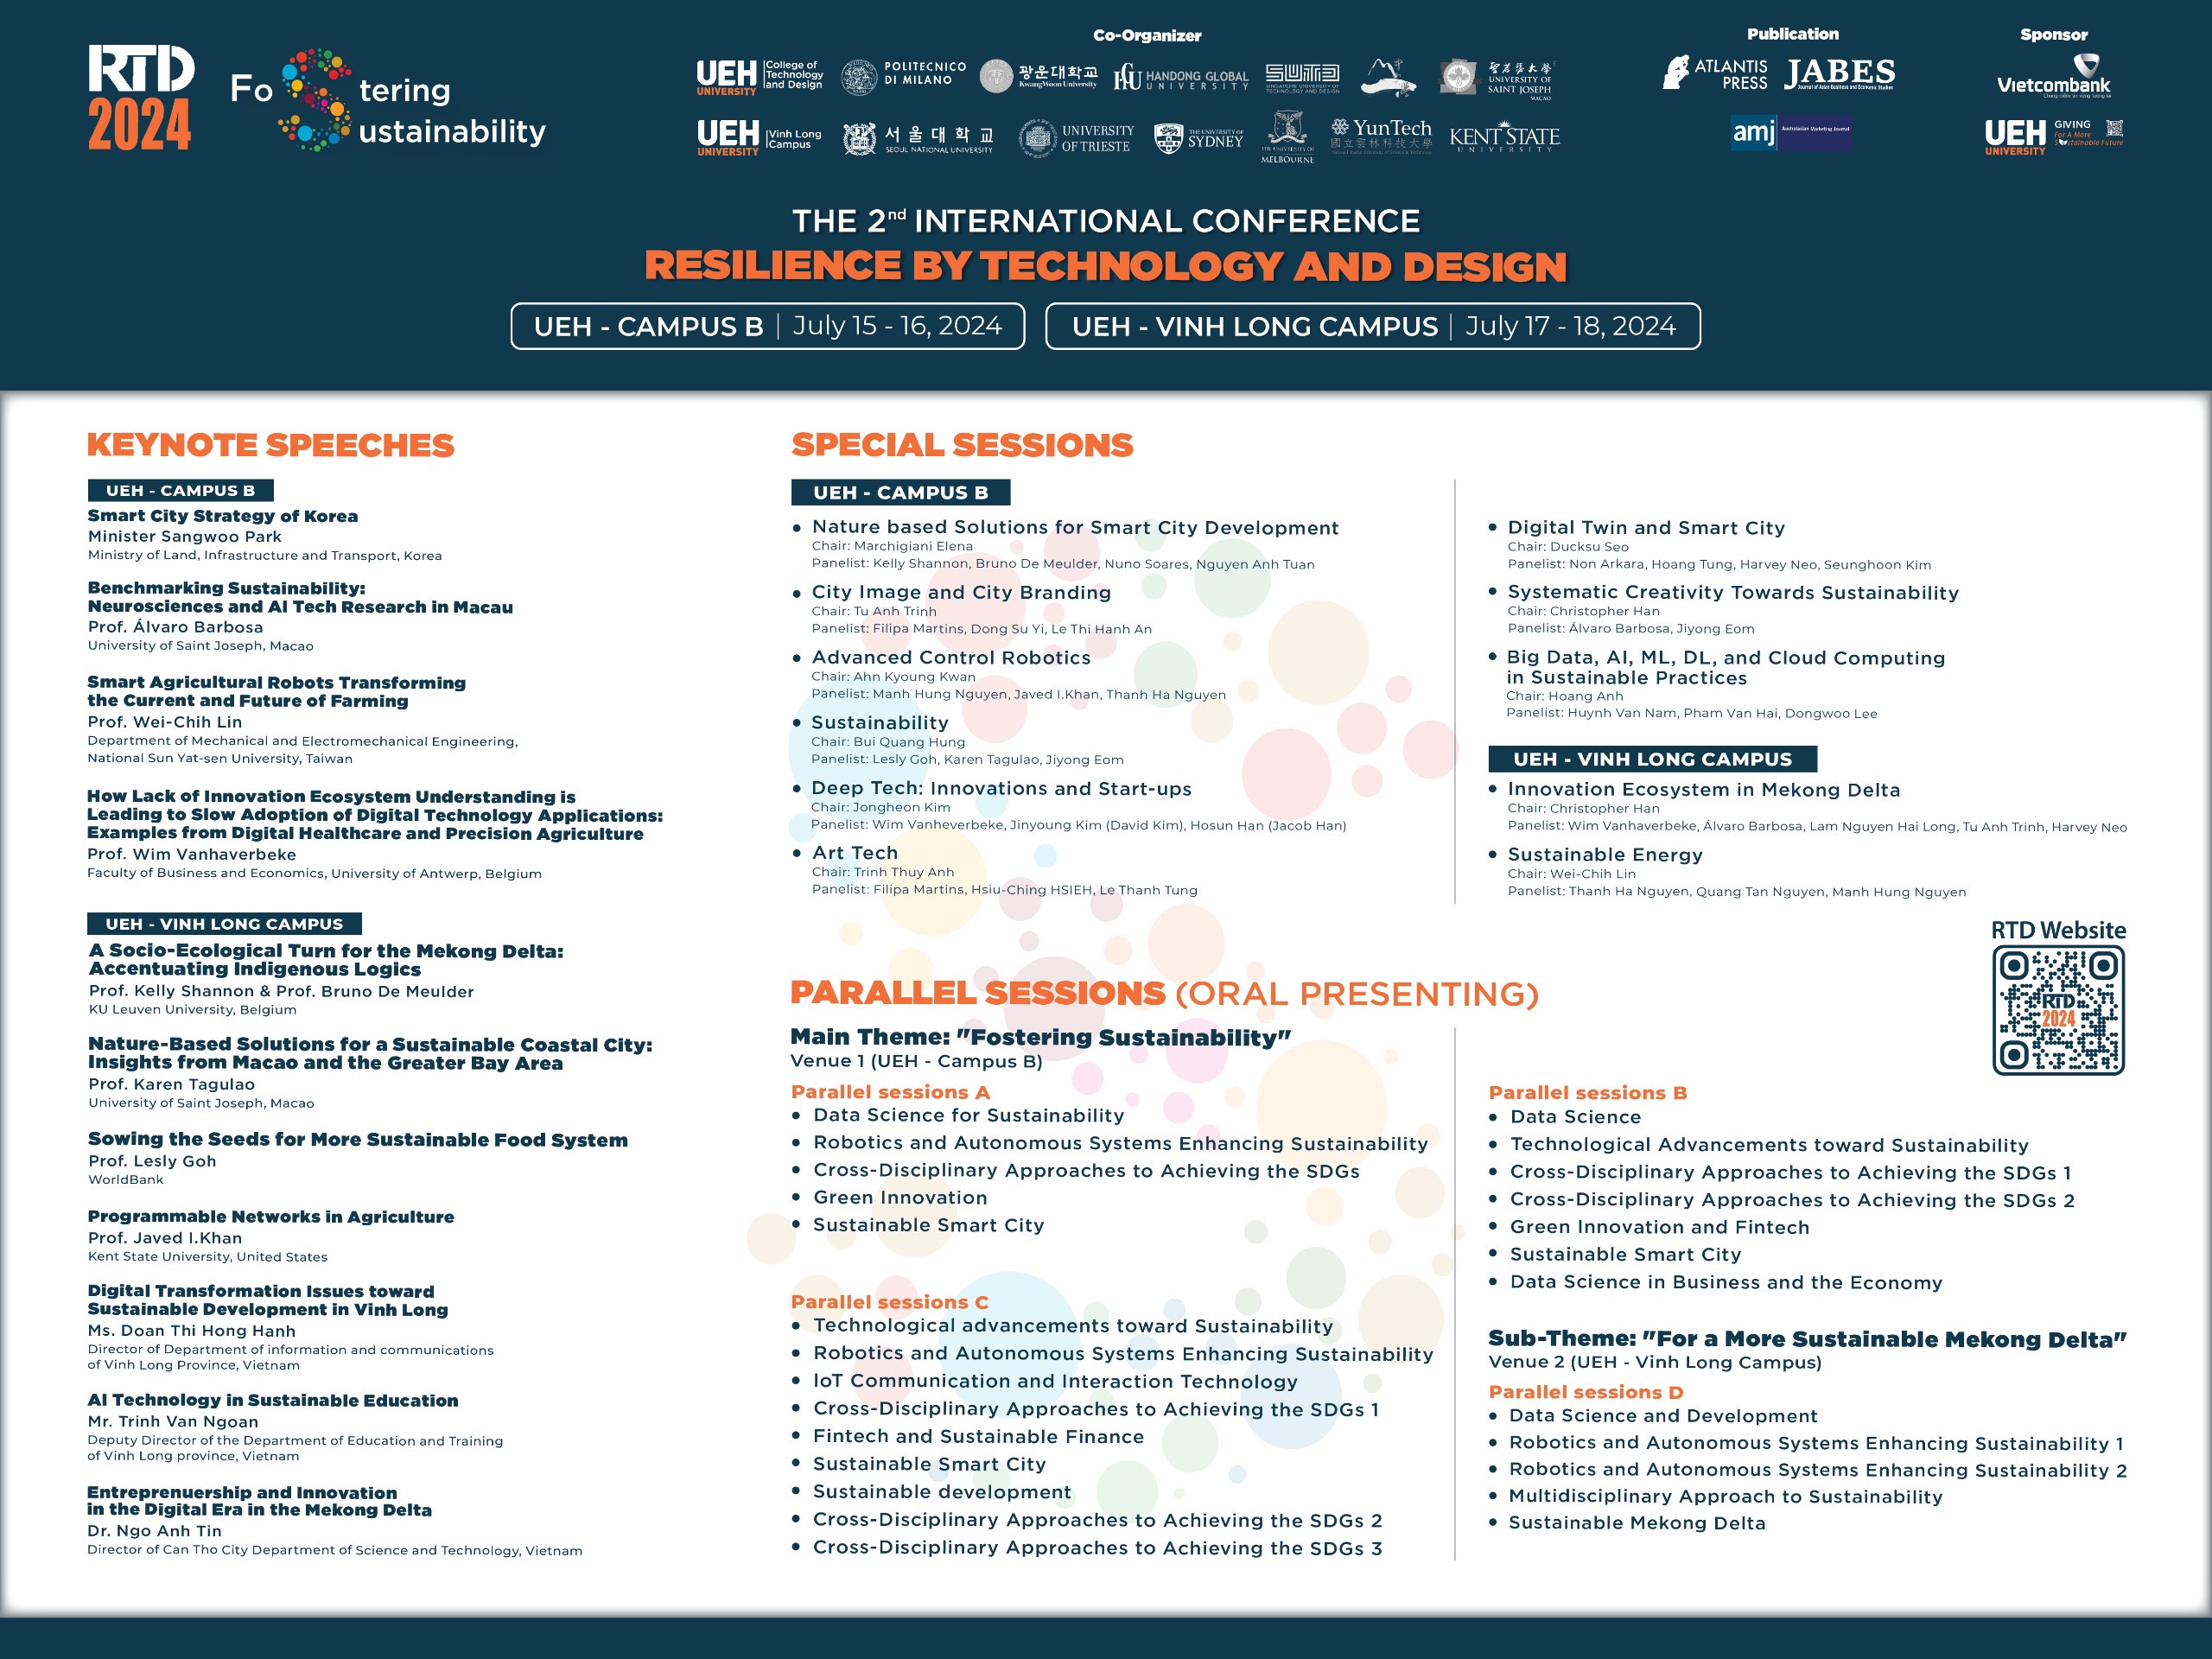 RTD
2024
Fo
S
tering
ustainability
Co-Organizer
UEH
UNIVERSITY
College of
Technology
and Design
POLITECNICO
DI MILANO
광운대학교
KwangWoon University
HGU HANDONG GLOBAL
UNIVERSITY
SUTD
SINGAPORE UNIVERSITY OF
TECHNOLOGY AND DESIGN
聖若瑟大學
UNIVERSITY OF
SAINT JOSEPH
MACAO
UEH
UNIVERSITY
Vinh Long
Campus
서울대학교
SEOUL NATIONAL UNIVERSITY
UNIVERSITY
OF TRIESTE
THE UNIVERSITY OF
SYDNEY
THE UNIVERSITY OF
MELBOURNE
YunTech
國立雲林科技大學
KENT STATE
UNIVERSITY
Publication
ATLANTIS
PRESS
JABES
Journal of Asian Business and Economic Studies
amj
Australasian Marketing Journal
Sponsor
Vietcombank
UEH
UNIVERSITY
GIVING
For A More
Sustainable Future
THE 2nd INTERNATIONAL CONFERENCE
RESILIENCE BY TECHNOLOGY AND DESIGN
UEH - CAMPUS B | July 15 - 16, 2024
UEH - VINH LONG CAMPUS | July 17 - 18, 2024
KEYNOTE SPEECHES
UEH - CAMPUS B
Smart City Strategy of Korea
Minister Sangwoo Park
Ministry of Land, Infrastructure and Transport, Korea
Benchmarking Sustainability:
Neurosciences and AI Tech Research in Macau
Prof. Álvaro Barbosa
University of Saint Joseph, Macao
Smart Agricultural Robots Transforming
the Current and Future of Farming
Prof. Wei-Chih Lin
Department of Mechanical and Electromechanical Engineering,
National Sun Yat-sen University, Taiwan
How Lack of Innovation Ecosystem Understanding is
Leading to Slow Adoption of Digital Technology Applications:
Examples from Digital Healthcare and Precision Agriculture
Prof. Wim Vanhaverbeke
Faculty of Business and Economics, University of Antwerp, Belgium
UEH - VINH LONG CAMPUS
A Socio-Ecological Turn for the Mekong Delta:
Accentuating Indigenous Logics
Prof. Kelly Shannon & Prof. Bruno De Meulder
KU Leuven University, Belgium
Nature-Based Solutions for a Sustainable Coastal City:
Insights from Macao and the Greater Bay Area
Prof. Karen Tagulao
University of Saint Joseph, Macao
Sowing the Seeds for More Sustainable Food System
Prof. Lesly Goh
WorldBank
Programmable Networks in Agriculture
Prof. Javed I.Khan
Kent State University, United States
Digital Transformation Issues toward
Sustainable Development in Vinh Long
Ms. Doan Thi Hong Hanh
Director of Department of information and communications
of Vinh Long Province, Vietnam
AI Technology in Sustainable Education
Mr. Trinh Van Ngoan
Deputy Director of the Department of Education and Training
of Vinh Long province, Vietnam
Entreprenuership and Innovation
in the Digital Era in the Mekong Delta
Dr. Ngo Anh Tin
Director of Can Tho City Department of Science and Technology, Vietnam
SPECIAL SESSIONS
UEH - CAMPUS B
• Nature based Solutions for Smart City Development
Chair: Marchigiani Elena
Panelist: Kelly Shannon, Bruno De Meulder, Nuno Soares, Nguyen Anh Tuan
• City Image and City Branding
Chair: Tu Anh Trinh
Panelist: Filipa Martins, Dong Su Yi, Le Thi Hanh An
• Advanced Control Robotics
Chair: Ahn Kyoung Kwan
Panelist: Manh Hung Nguyen, Javed I.Khan, Thanh Ha Nguyen
• Sustainability
Chair: Bui Quang Hung
Panelist: Lesly Goh, Karen Tagulao, Jiyong Eom
• Deep Tech: Innovations and Start-ups
Chair: Jongheon Kim
Panelist: Wim Vanheverbeke, Jinyoung Kim (David Kim), Hosun Han (Jacob Han)
• Art Tech
Chair: Trinh Thuy Anh
Panelist: Filipa Martins, Hsiu-Ching HSIEH, Le Thanh Tung
• Digital Twin and Smart City
Chair: Ducksu Seo
Panelist: Non Arkara, Hoang Tung, Harvey Neo, Seunghoon Kim
• Systematic Creativity Towards Sustainability
Chair: Christopher Han
Panelist: Álvaro Barbosa, Jiyong Eom
• Big Data, AI, ML, DL, and Cloud Computing
in Sustainable Practices
Chair: Hoang Anh
Panelist: Huynh Van Nam, Pham Van Hai, Dongwoo Lee
UEH - VINH LONG CAMPUS
• Innovation Ecosystem in Mekong Delta
Chair: Christopher Han
Panelist: Wim Vanhaverbeke, Álvaro Barbosa, Lam Nguyen Hai Long, Tu Anh Trinh, Harvey Neo
• Sustainable Energy
Chair: Wei-Chih Lin
Panelist: Thanh Ha Nguyen, Quang Tan Nguyen, Manh Hung Nguyen
RTD Website
RTD
2024
PARALLEL SESSIONS (ORAL PRESENTING)
Main Theme: "Fostering Sustainability"
Venue 1 (UEH - Campus B)
Parallel sessions A
• Data Science for Sustainability
• Robotics and Autonomous Systems Enhancing Sustainability
• Cross-Disciplinary Approaches to Achieving the SDGs
• Green Innovation
• Sustainable Smart City
Parallel sessions C
• Technological advancements toward Sustainability
• Robotics and Autonomous Systems Enhancing Sustainability
• IoT Communication and Interaction Technology
• Cross-Disciplinary Approaches to Achieving the SDGs 1
• Fintech and Sustainable Finance
• Sustainable Smart City
• Sustainable development
• Cross-Disciplinary Approaches to Achieving the SDGs 2
• Cross-Disciplinary Approaches to Achieving the SDGs 3
Parallel sessions B
• Data Science
• Technological Advancements toward Sustainability
• Cross-Disciplinary Approaches to Achieving the SDGs 1
• Cross-Disciplinary Approaches to Achieving the SDGs 2
• Green Innovation and Fintech
• Sustainable Smart City
• Data Science in Business and the Economy
Sub-Theme: "For a More Sustainable Mekong Delta"
Venue 2 (UEH - Vinh Long Campus)
Parallel sessions D
• Data Science and Development
• Robotics and Autonomous Systems Enhancing Sustainability 1
• Robotics and Autonomous Systems Enhancing Sustainability 2
• Multidisciplinary Approach to Sustainability
• Sustainable Mekong Delta